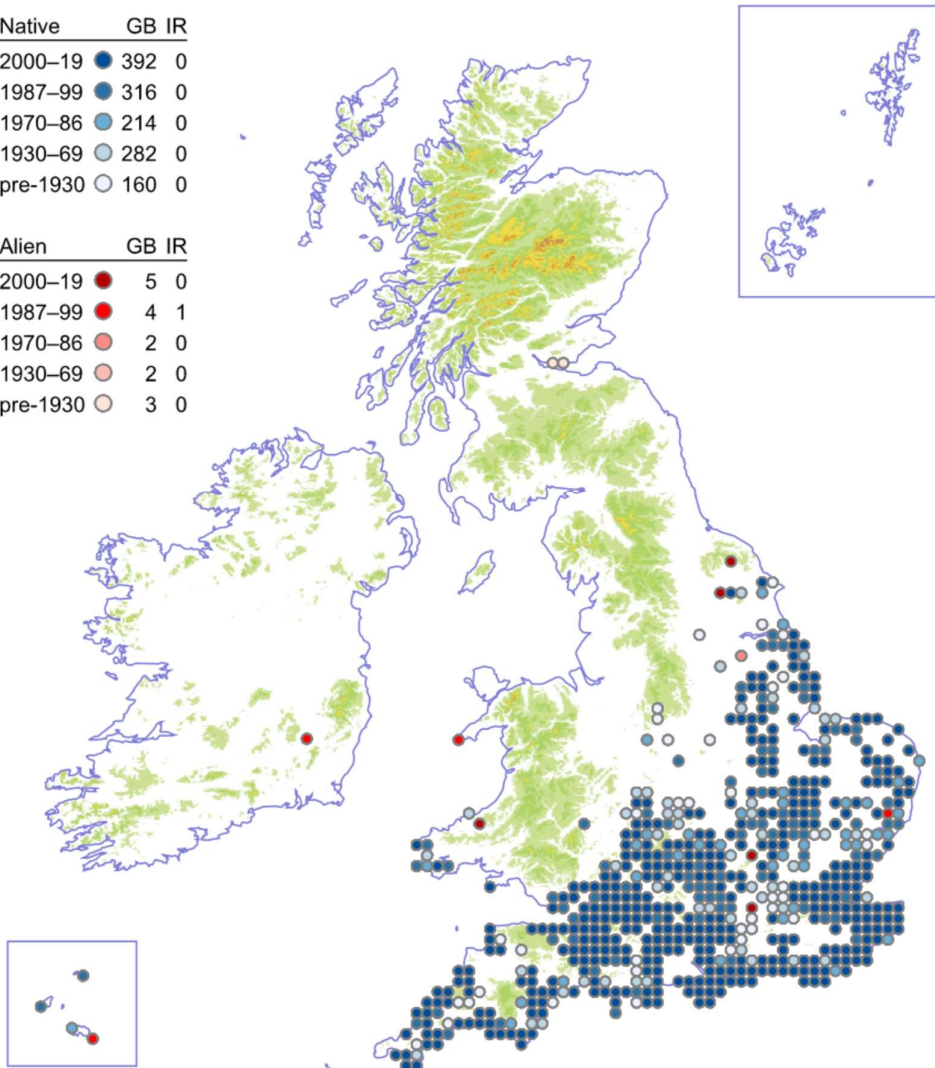 Native GB IR
2000–19 392 0
1987–99 316 0
1970–86 214 0
1930–69 282 0
pre-1930 160 0
Alien GB IR
2000–19 5 0
1987–99 4 1
1970–86 2 0
1930–69 2 0
pre-1930 3 0